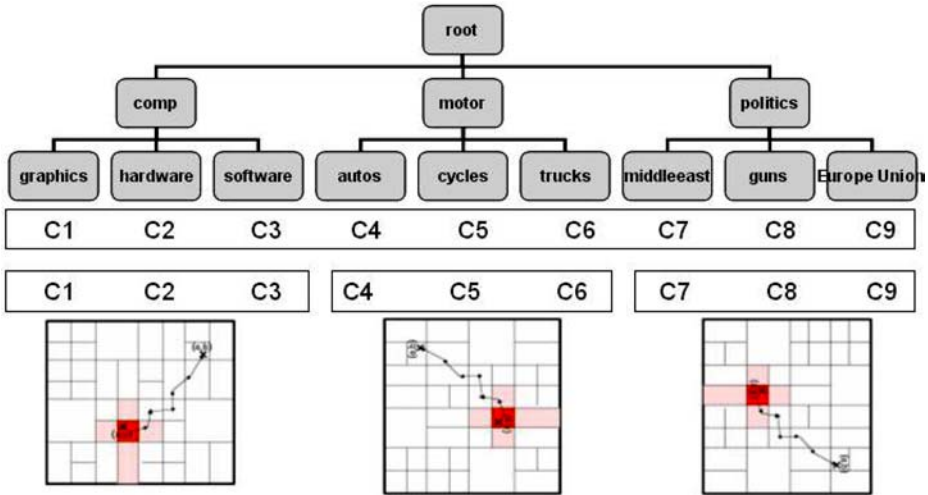 root
comp motor politics
graphics hardware software autos cycles trucks middleeast guns Europe Union
C1 C2 C3 C4 C5 C6 C7 C8 C9
C1 C2 C3 C4 C5 C6 C7 C8 C9
(a,b)